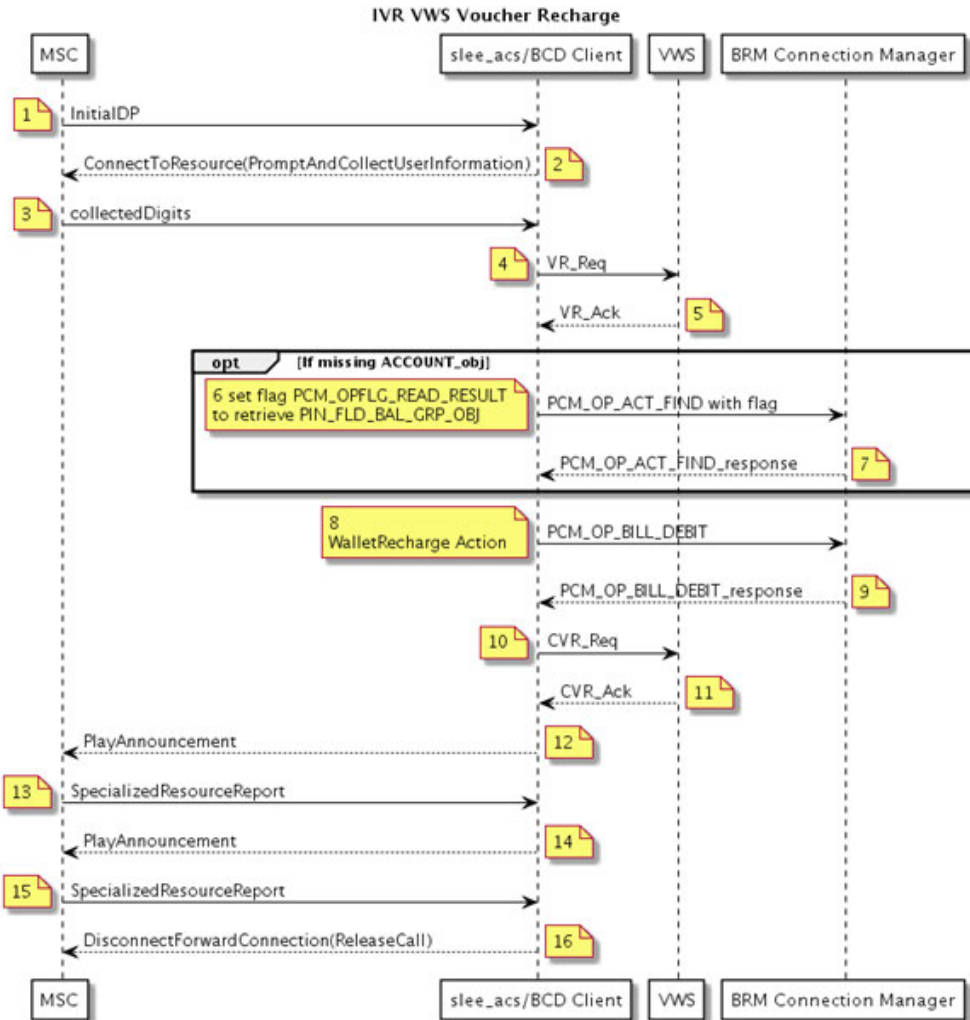 IVR VWS Voucher Recharge
MSC
slee_acs/BCD Client
VWS
BRM Connection Manager
1
InitialDP
ConnectToResource(PromptAndCollectUserInformation)
2
3
collectedDigits
4
VR_Req
VR_Ack
5
opt
[If missing ACCOUNT_obj]
6 set flag PCM_OPFLG_READ_RESULT
to retrieve PIN_FLD_BAL_GRP_OBJ
PCM_OP_ACT_FIND with flag
PCM_OP_ACT_FIND_response
7
8
WalletRecharge Action
PCM_OP_BILL_DEBIT
PCM_OP_BILL_DEBIT_response
9
10
CVR_Req
CVR_Ack
11
PlayAnnouncement
12
13
SpecializedResourceReport
PlayAnnouncement
14
15
SpecializedResourceReport
DisconnectForwardConnection(ReleaseCall)
16
MSC
slee_acs/BCD Client
VWS
BRM Connection Manager